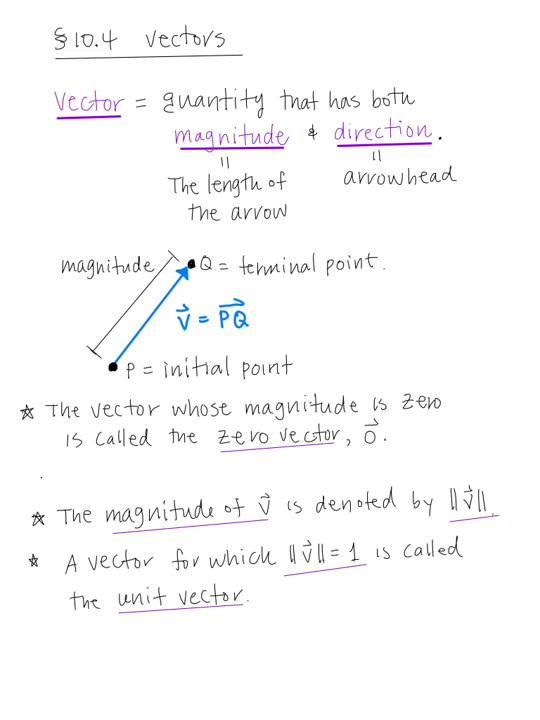 §10.4 vectors
Vector = quantity that has both
magnitude & direction.
= =
The length of arrowhead
the arrow
magnitude Q = terminal point.
v⃗ = P⃗Q⃗
P = initial point
☆ The vector whose magnitude is zero
is called the zero vector, 0⃗.
☆ The magnitude of v⃗ is denoted by ||v⃗||.
☆ A vector for which ||v⃗|| = 1 is called
the unit vector.